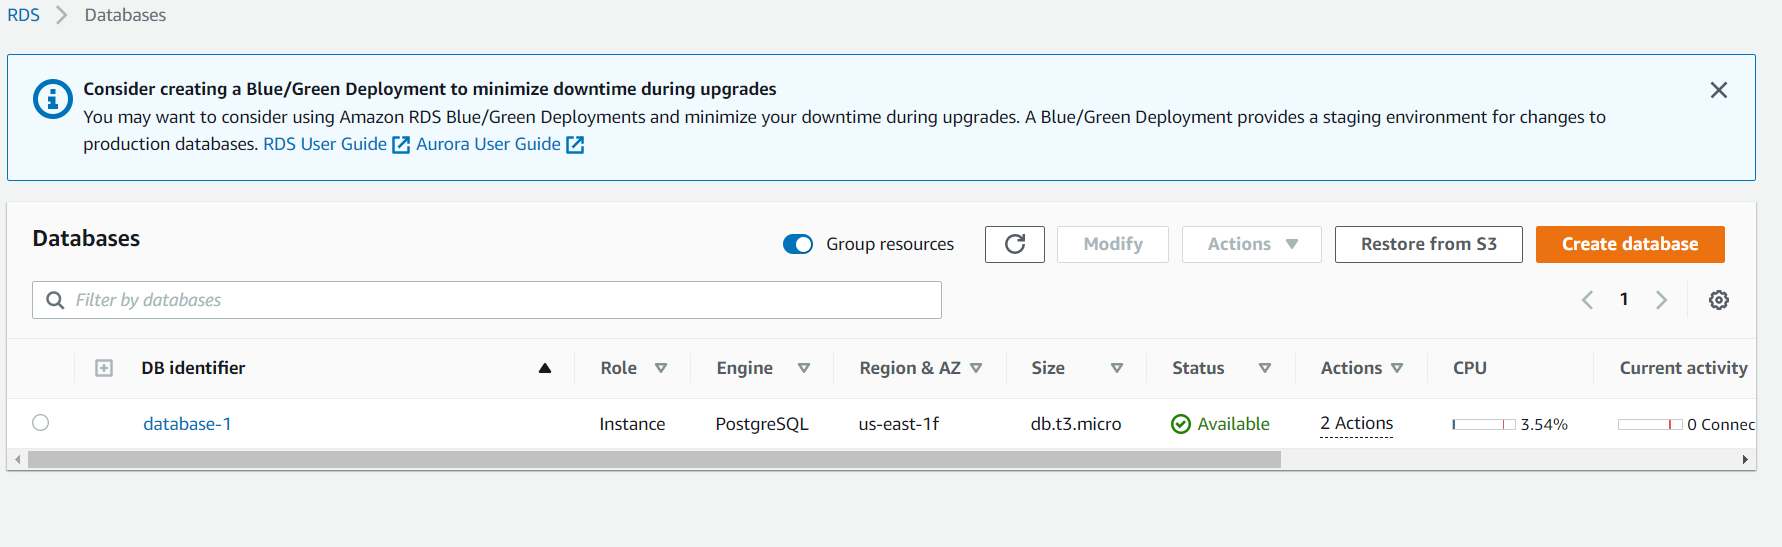 RDS > Databases
Consider creating a Blue/Green Deployment to minimize downtime during upgrades
You may want to consider using Amazon RDS Blue/Green Deployments and minimize your downtime during upgrades. A Blue/Green Deployment provides a staging environment for changes to
production databases. RDS User Guide Aurora User Guide
Databases
Group resources
Modify
Actions
Restore from S3
Create database
Filter by databases
1
DB identifier Role Engine Region & AZ Size Status Actions CPU Current activity
database-1 Instance PostgreSQL us-east-1f db.t3.micro Available 2 Actions 3.54% 0 Connec